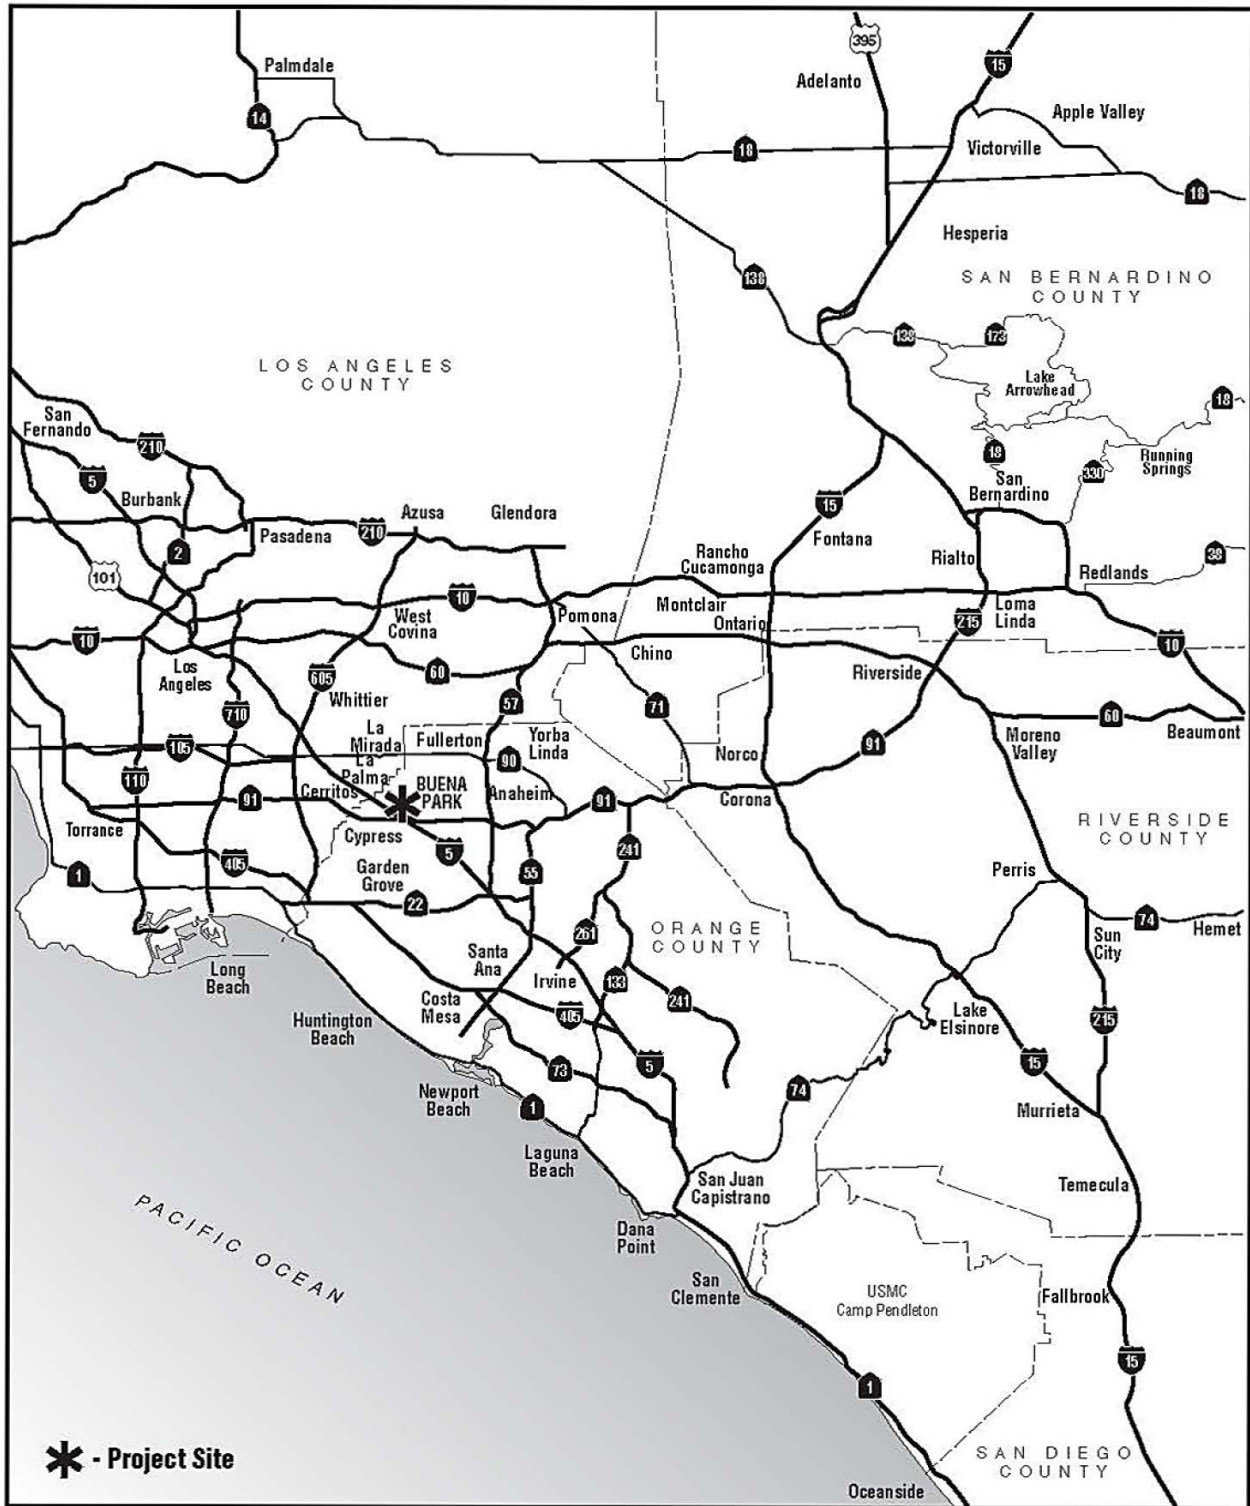 395
15
Palmdale
Adelanto
14
Apple Valley
18
Victorville
18
Hesperia
138
SAN BERNARDINO
COUNTY
138
173
LOS ANGELES
COUNTY
Lake
Arrowhead
18
San
Fernando
210
5
18
Running
Springs
330
San
Bernardino
Burbank
15
Azusa
Glendora
210
Pasadena
Fontana
2
Rancho
Cucamonga
Rialto
38
Redlands
101
10
West
Covina
Pomona
Montclair
Ontario
Loma
Linda
215
10
10
Los
Angeles
60
Chino
Riverside
605
Whittier
57
71
710
La
Mirada
Fullerton
Yorba
Linda
60
Beaumont
Moreno
Valley
105
La
Palma
90
Norco
91
110
Cerritos
BUENA
PARK
Anaheim
91
91
Corona
Torrance
Cypress
RIVERSIDE
COUNTY
5
241
405
Garden
Grove
55
1
Perris
22
74
Hemet
261
ORANGE
COUNTY
Sun
City
Santa
Ana
Irvine
133
Long
Beach
241
Costa
Mesa
405
Lake
Elsinore
215
Huntington
Beach
73
5
15
74
Newport
Beach
1
Murrieta
Laguna
Beach
San Juan
Capistrano
Temecula
PACIFIC OCEAN
Dana
Point
San
Clemente
USMC
Camp Pendleton
Fallbrook
15
1
- Project Site
SAN DIEGO
COUNTY
Oceanside